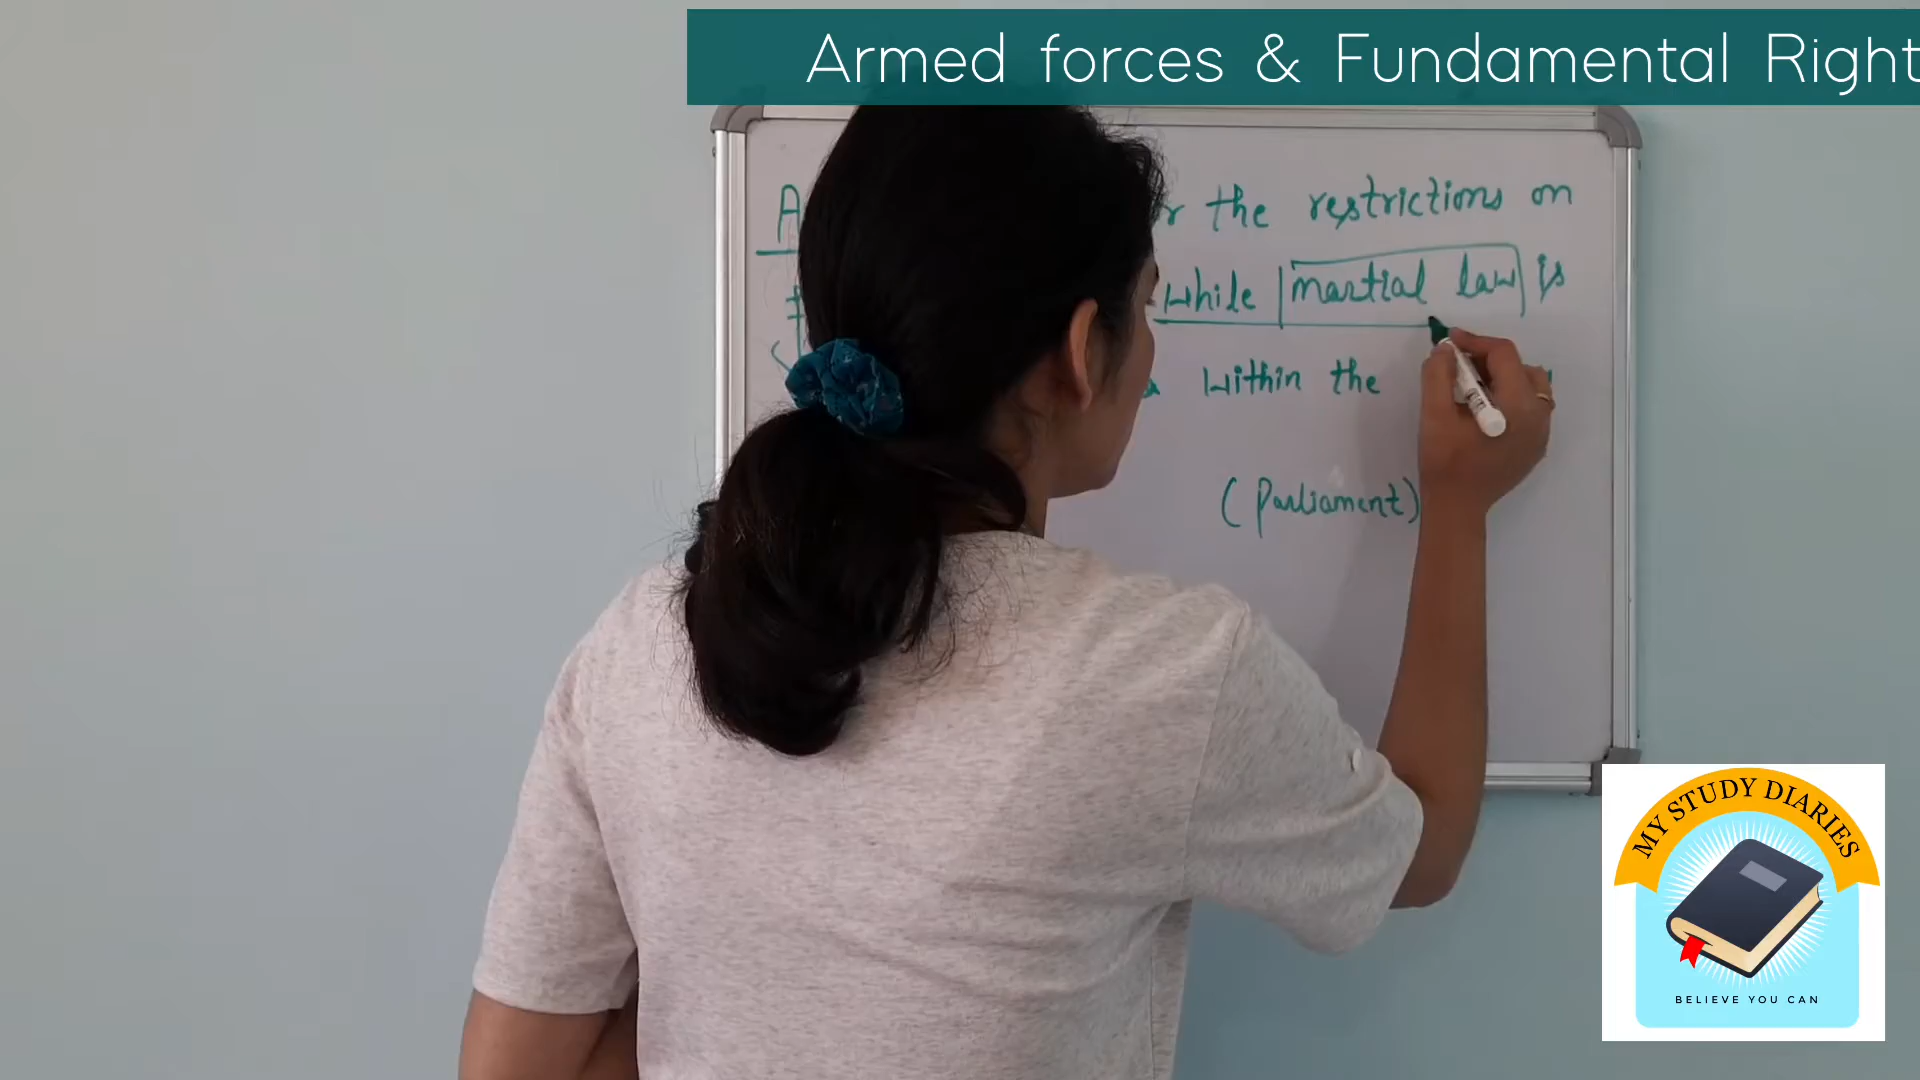 Armed forces & Fundamental Right
A r the restrictions on
while martial law is
within the
(Parliament)
MY STUDY DIARIES
BELIEVE YOU CAN